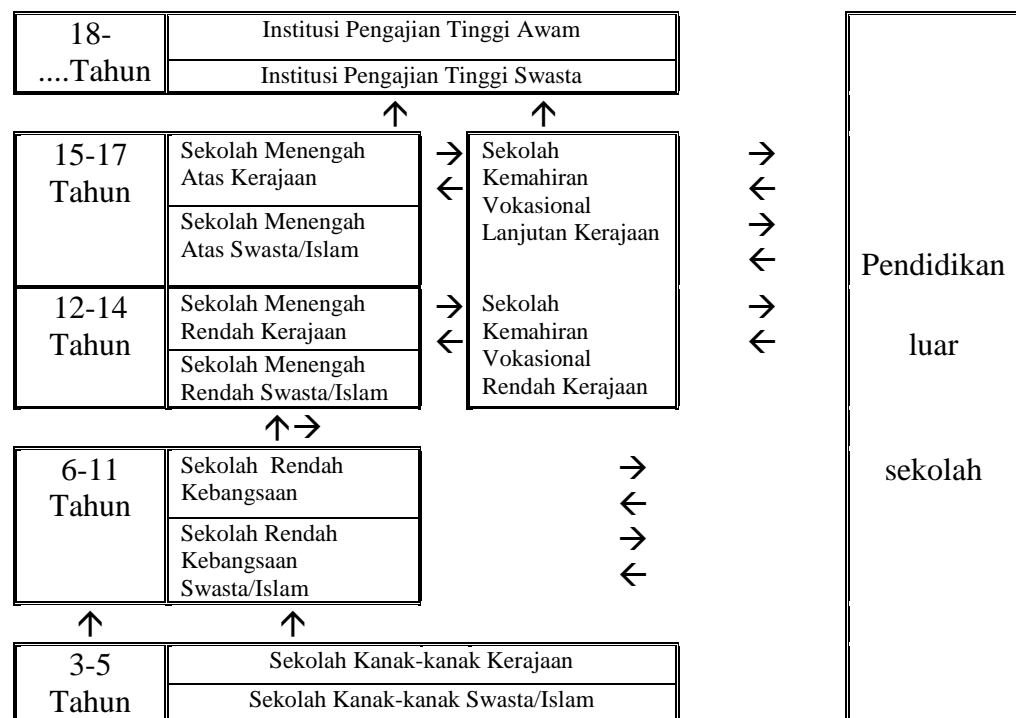 18-
....Tahun
Institusi Pengajian Tinggi Awam
Institusi Pengajian Tinggi Swasta
↑ ↑
15-17
Tahun
Sekolah Menengah
Atas Kerajaan
Sekolah Menengah
Atas Swasta/Islam
→
←
Sekolah
Kemahiran
Vokasional
Lanjutan Kerajaan
→
←
→
←
12-14
Tahun
Sekolah Menengah
Rendah Kerajaan
Sekolah Menengah
Rendah Swasta/Islam
→
←
Sekolah
Kemahiran
Vokasional
Rendah Kerajaan
→
←
↑→
6-11
Tahun
Sekolah Rendah
Kebangsaan
Sekolah Rendah
Kebangsaan
Swasta/Islam
→
←
→
←
↑ ↑
3-5
Tahun
Sekolah Kanak-kanak Kerajaan
Sekolah Kanak-kanak Swasta/Islam
Pendidikan
luar
sekolah